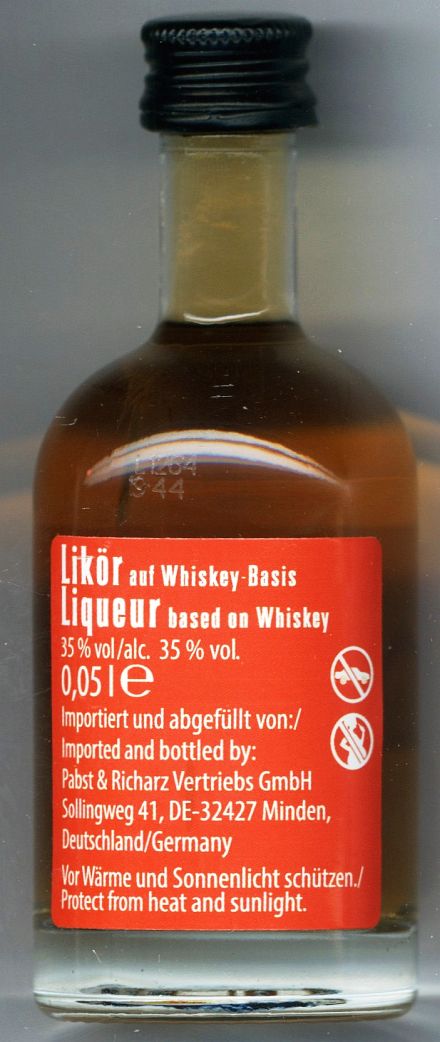 L1264
9:44
Likör auf Whiskey-Basis
Liqueur based on Whiskey
35 % vol/alc. 35 % vol.
0,05 l ℮
Importiert und abgefüllt von:/
Imported and bottled by:
Pabst & Richarz Vertriebs GmbH
Sollingweg 41, DE-32427 Minden,
Deutschland/Germany
Vor Wärme und Sonnenlicht schützen./
Protect from heat and sunlight.